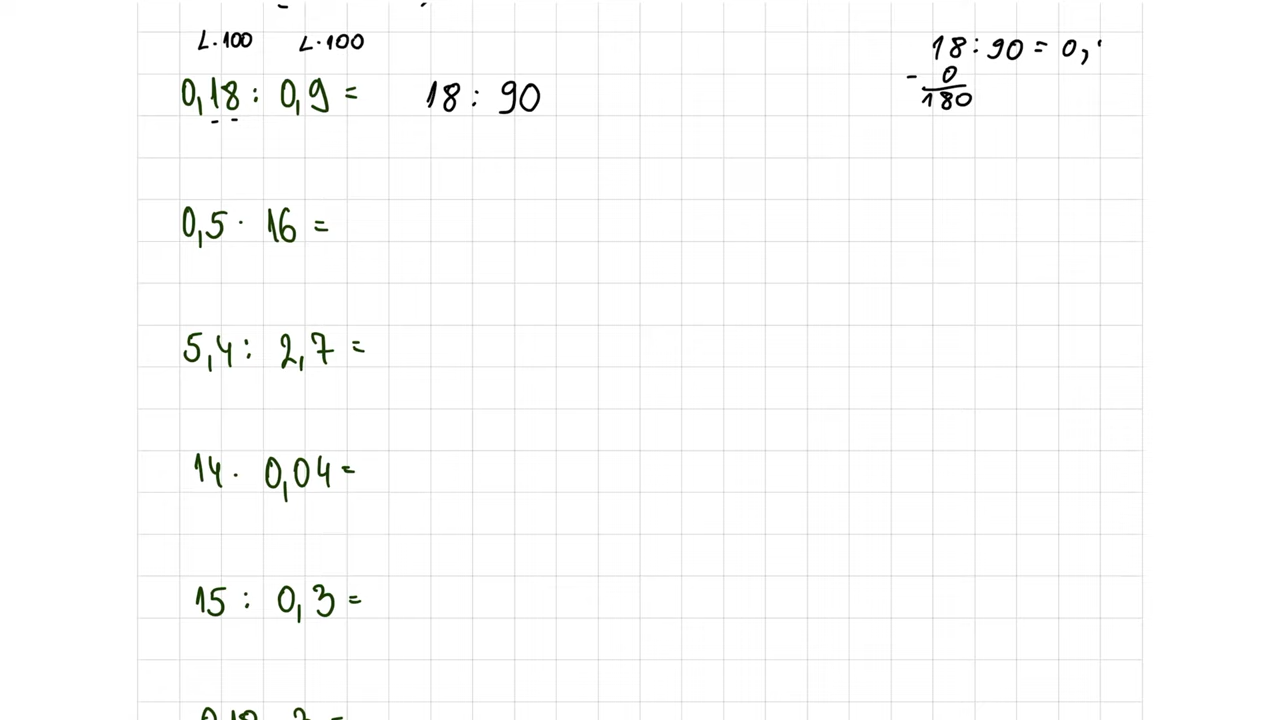 L·100 L·100
0,18 : 0,9 = 18 : 90
18 : 90 = 0,
- 0
180
0,5 · 16 =
5,4 : 2,7 =
14 · 0,04 =
15 : 0,3 =